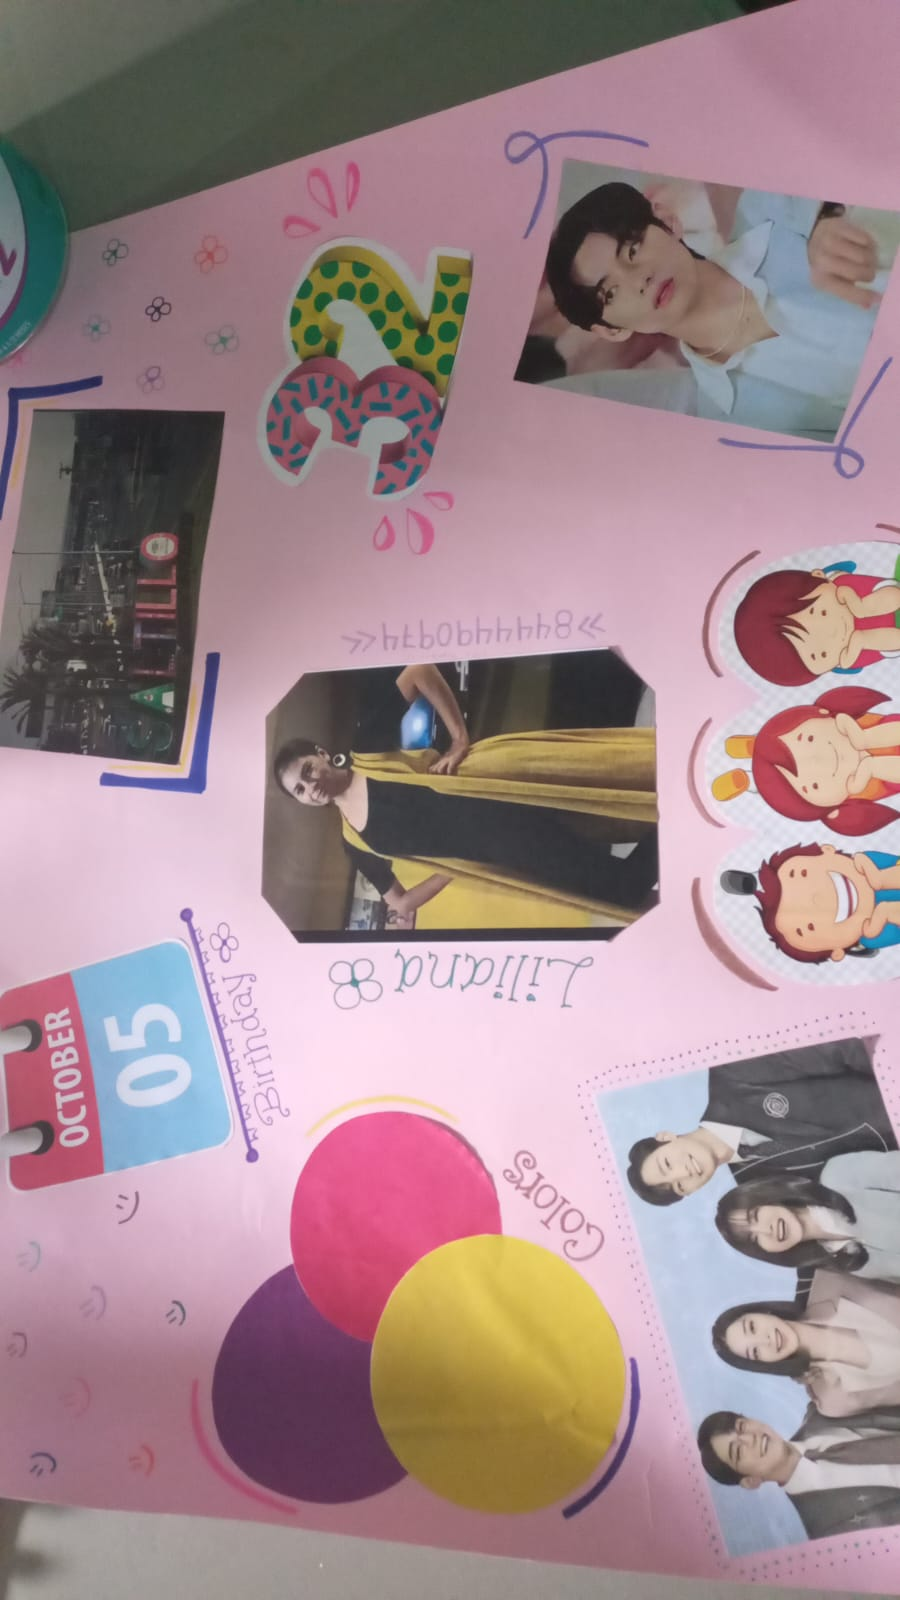 OCTOBER
05
Birthday
SALTILLO
32
Liliana
»8444490974«
Colors